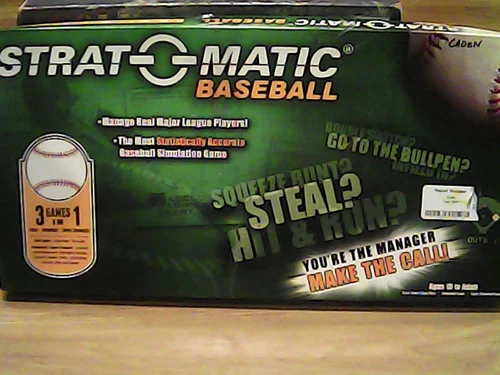 STRAT-O-MATIC®
BASEBALL
CADEN
•Manage Real Major League Players!
•The Most Statistically Accurate
Baseball Simulation Game
GO TO THE BULLPEN?
SQUEEZE BUNT?
STEAL?
HIT & RUN?
3 GAMES
IN
1
YOU'RE THE MANAGER
MAKE THE CALL!
OUTS
Ages 10 to Adult